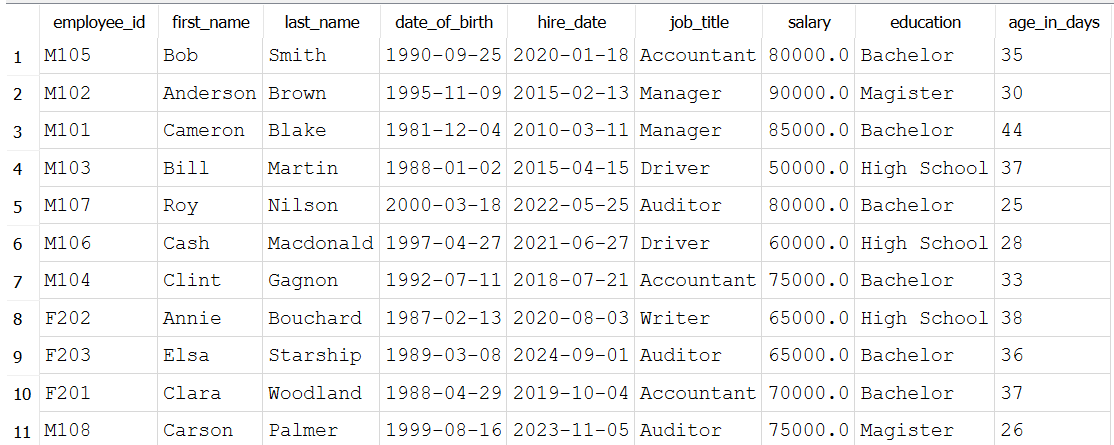 employee_id first_name last_name date_of_birth hire_date job_title salary education age_in_days
1 M105 Bob Smith 1990-09-25 2020-01-18 Accountant 80000.0 Bachelor 35
2 M102 Anderson Brown 1995-11-09 2015-02-13 Manager 90000.0 Magister 30
3 M101 Cameron Blake 1981-12-04 2010-03-11 Manager 85000.0 Bachelor 44
4 M103 Bill Martin 1988-01-02 2015-04-15 Driver 50000.0 High School 37
5 M107 Roy Nilson 2000-03-18 2022-05-25 Auditor 80000.0 Bachelor 25
6 M106 Cash Macdonald 1997-04-27 2021-06-27 Driver 60000.0 High School 28
7 M104 Clint Gagnon 1992-07-11 2018-07-21 Accountant 75000.0 Bachelor 33
8 F202 Annie Bouchard 1987-02-13 2020-08-03 Writer 65000.0 High School 38
9 F203 Elsa Starship 1989-03-08 2024-09-01 Auditor 65000.0 Bachelor 36
10 F201 Clara Woodland 1988-04-29 2019-10-04 Accountant 70000.0 Bachelor 37
11 M108 Carson Palmer 1999-08-16 2023-11-05 Auditor 75000.0 Magister 26